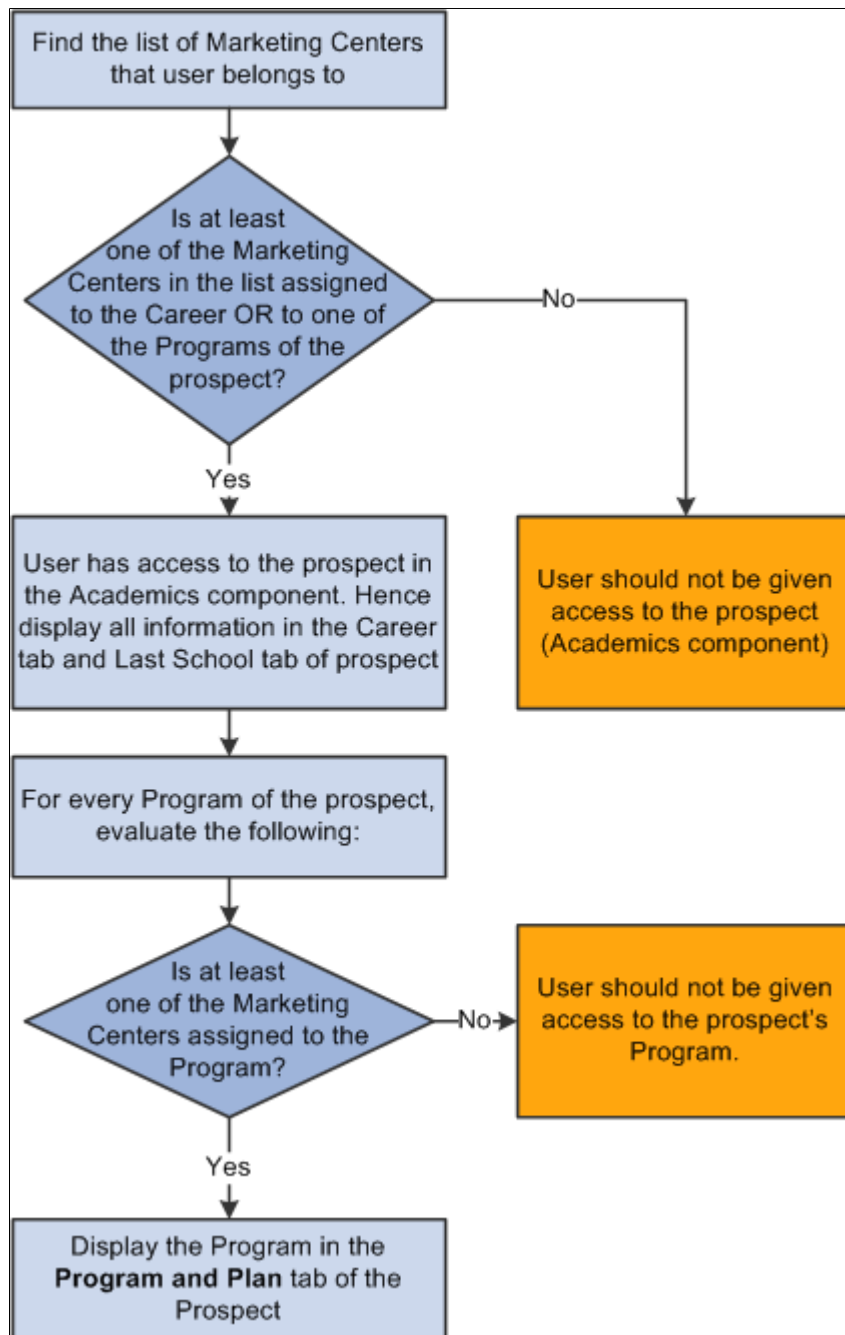 Find the list of Marketing Centers
that user belongs to
Is at least
one of the Marketing
Centers in the list assigned
to the Career OR to one of
the Programs of the
prospect?
No
Yes
User has access to the prospect in
the Academics component. Hence
display all information in the Career
tab and Last School tab of prospect
User should not be given
access to the prospect
(Academics component)
For every Program of the prospect,
evaluate the following:
Is at least
one of the Marketing
Centers assigned to the
Program?
No
User should not be given
access to the prospect's
Program.
Yes
Display the Program in the
Program and Plan tab of the
Prospect